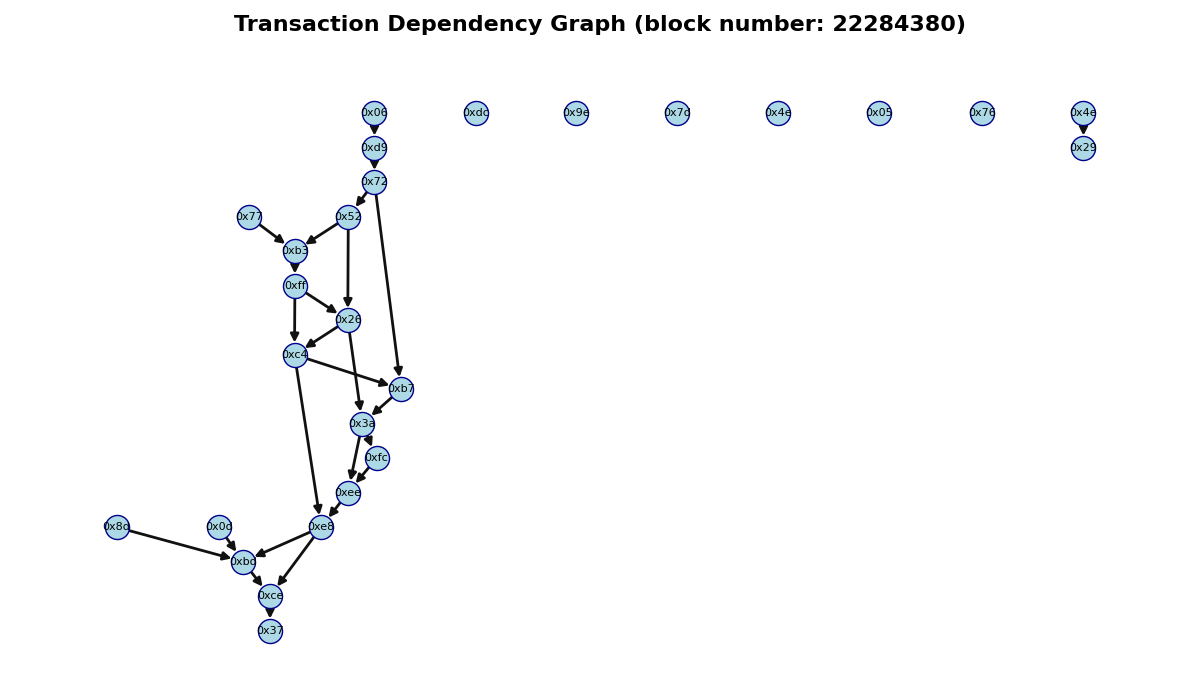 Transaction Dependency Graph (block number: 22284380)
0x06 0xdc 0x9e 0x7d 0x4e 0x05 0x76 0x4e
0xd9 0x29
0x72
0x77 0x52
0xb3
0xff
0x26
0xc4
0xb7
0x3a
0xfc
0xee
0x8d 0x0d 0xe8
0xbd
0xce
0x37